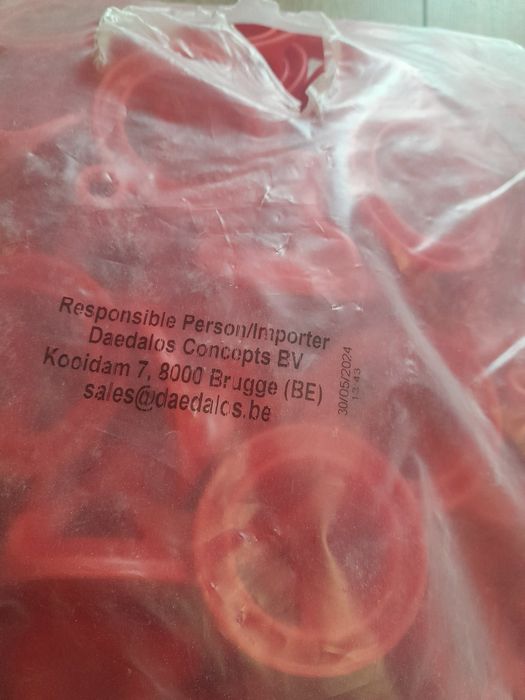 Responsible Person/Importer
Daedalos Concepts BV
Kooidam 7, 8000 Brugge (BE)
sales@daedalos.be
30/05/2024
13:43